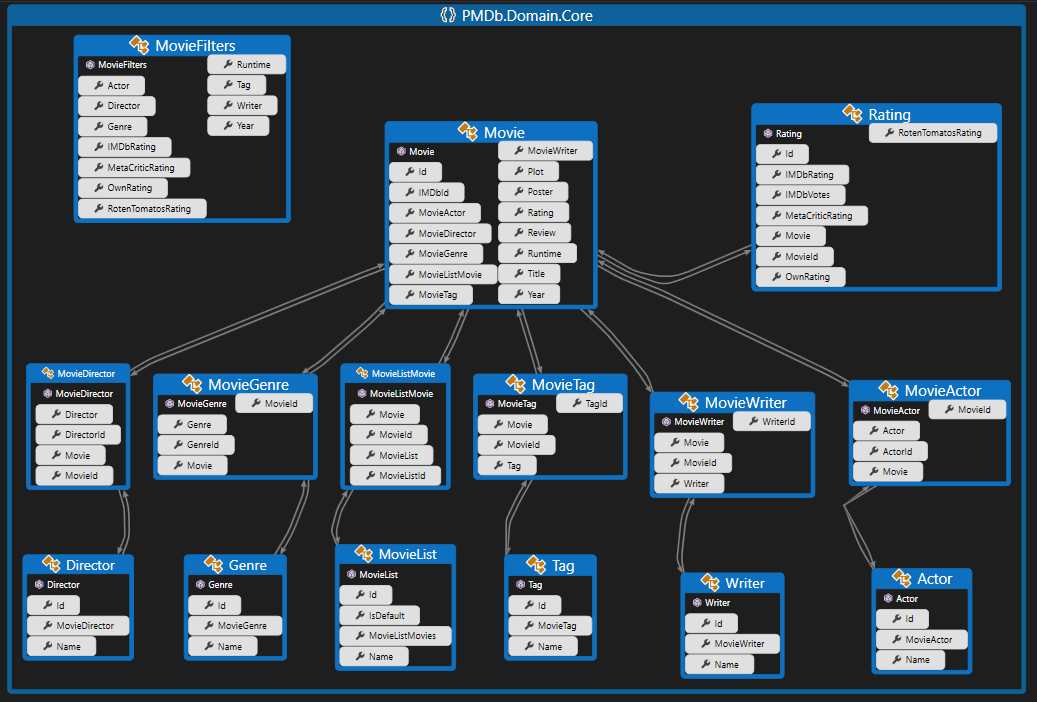 PMDb.Domain.Core
MovieFilters
MovieFilters
Actor
Director
Genre
IMDbRating
MetaCriticRating
OwnRating
RotenTomatosRating
Runtime
Tag
Writer
Year
Movie
Movie
Id
IMDbId
MovieActor
MovieDirector
MovieGenre
MovieListMovie
MovieTag
MovieWriter
Plot
Poster
Rating
Review
Runtime
Title
Year
Rating
Rating
Id
IMDbRating
IMDbVotes
MetaCriticRating
Movie
MovieId
OwnRating
RotenTomatosRating
MovieDirector
MovieDirector
Director
DirectorId
Movie
MovieId
MovieGenre
MovieGenre
Genre
GenreId
Movie
MovieId
MovieListMovie
MovieListMovie
Movie
MovieId
MovieList
MovieListId
MovieTag
MovieTag
Movie
MovieId
Tag
TagId
MovieWriter
MovieWriter
Movie
MovieId
Writer
WriterId
MovieActor
MovieActor
Actor
ActorId
Movie
MovieId
Director
Director
Id
MovieDirector
Name
Genre
Genre
Id
MovieGenre
Name
MovieList
MovieList
Id
IsDefault
MovieListMovies
Name
Tag
Tag
Id
MovieTag
Name
Writer
Writer
Id
MovieWriter
Name
Actor
Actor
Id
MovieActor
Name